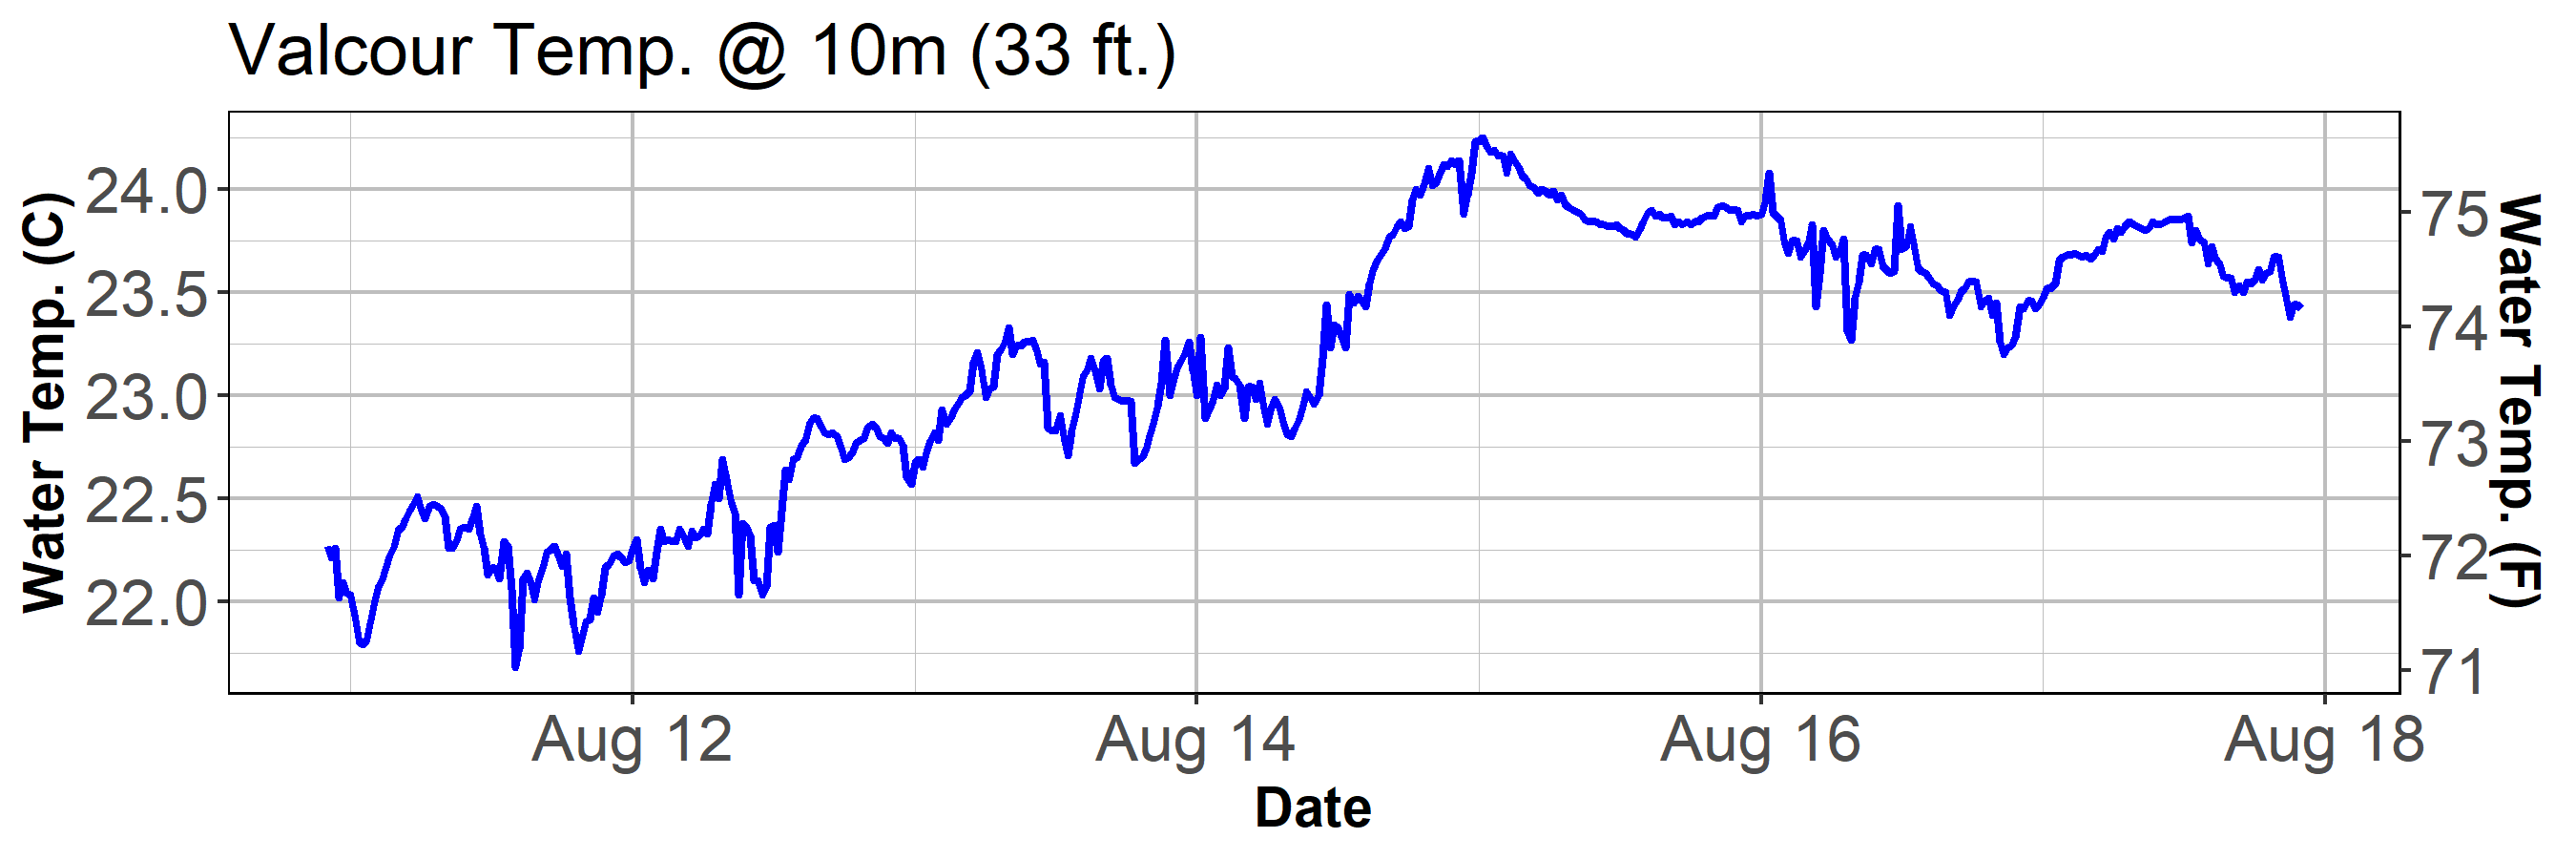 Valcour Temp. @ 10m (33 ft.)
Water Temp. (C)
24.0
23.5
23.0
22.5
22.0
75
74
73
72
71
Water Temp. (F)
Aug 12 Aug 14 Aug 16 Aug 18
Date